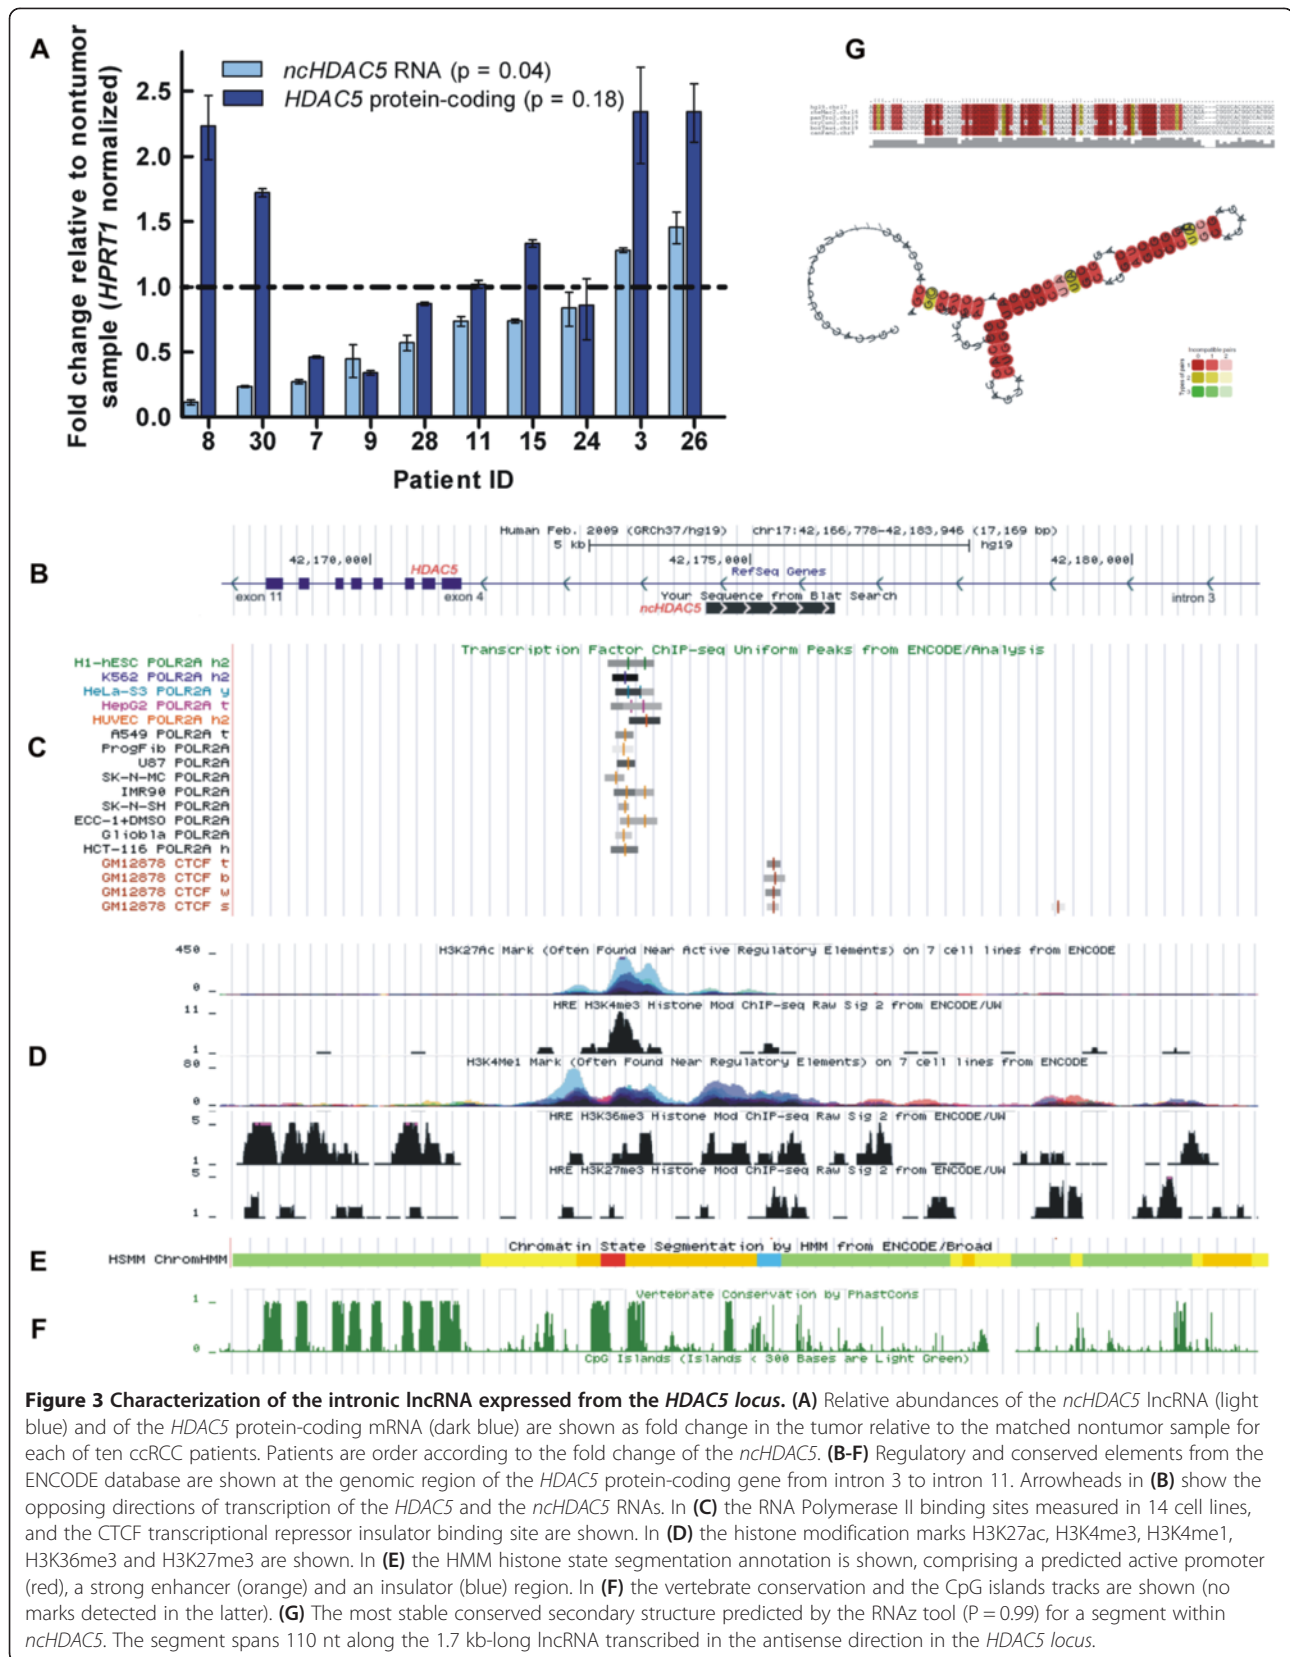 A
ncHDAC5 RNA (p = 0.04)
HDAC5 protein-coding (p = 0.18)
Fold change relative to nontumor
sample (HPRT1 normalized)
2.5
2.0
1.5
1.0
0.5
0.0
8 30 7 9 28 11 15 24 3 26
Patient ID
G
Incompatible pairs
0 1 2
Types of pairs
B
Human Feb. 2009 (GRCh37/hg19) chr17:42,166,778-42,183,946 (17,169 bp)
5 kb hg19
42,170,000 42,175,000 42,180,000
HDAC5 RefSeq Genes
exon 11 exon 4 Your Sequence from Blat Search intron 3
ncHDAC5
C
Transcription Factor ChIP-seq Uniform Peaks from ENCODE/Analysis
H1-hESC POLR2A h2
K562 POLR2A h2
HeLa-S3 POLR2A y
HepG2 POLR2A t
HUVEC POLR2A h2
A549 POLR2A t
ProgFib POLR2A
U87 POLR2A
SK-N-MC POLR2A
IMR90 POLR2A
SK-N-SH POLR2A
ECC-1+DMSO POLR2A
Gliobla POLR2A
HCT-116 POLR2A h
GM12878 CTCF t
GM12878 CTCF b
GM12878 CTCF w
GM12878 CTCF s
D
450 H3K27Ac Mark (Often Found Near Active Regulatory Elements) on 7 cell lines from ENCODE
0
HRE H3K4me3 Histone Mod ChIP-seq Raw Sig 2 from ENCODE/UW
11
1
H3K4Me1 Mark (Often Found Near Regulatory Elements) on 7 cell lines from ENCODE
80
0
HRE H3K36me3 Histone Mod ChIP-seq Raw Sig 2 from ENCODE/UW
5
1
HRE H3K27me3 Histone Mod ChIP-seq Raw Sig 2 from ENCODE/UW
5
1
E
Chromatin State Segmentation by HMM from ENCODE/Broad
HSMM ChromHMM
F
Vertebrate Conservation by PhastCons
1
0
CpG Islands (Islands < 300 Bases are Light Green)
Figure 3 Characterization of the intronic lncRNA expressed from the HDAC5 locus. (A) Relative abundances of the ncHDAC5 lncRNA (light
blue) and of the HDAC5 protein-coding mRNA (dark blue) are shown as fold change in the tumor relative to the matched nontumor sample for
each of ten ccRCC patients. Patients are order according to the fold change of the ncHDAC5. (B-F) Regulatory and conserved elements from the
ENCODE database are shown at the genomic region of the HDAC5 protein-coding gene from intron 3 to intron 11. Arrowheads in (B) show the
opposing directions of transcription of the HDAC5 and the ncHDAC5 RNAs. In (C) the RNA Polymerase II binding sites measured in 14 cell lines,
and the CTCF transcriptional repressor insulator binding site are shown. In (D) the histone modification marks H3K27ac, H3K4me3, H3K4me1,
H3K36me3 and H3K27me3 are shown. In (E) the HMM histone state segmentation annotation is shown, comprising a predicted active promoter
(red), a strong enhancer (orange) and an insulator (blue) region. In (F) the vertebrate conservation and the CpG islands tracks are shown (no
marks detected in the latter). (G) The most stable conserved secondary structure predicted by the RNAz tool (P = 0.99) for a segment within
ncHDAC5. The segment spans 110 nt along the 1.7 kb-long lncRNA transcribed in the antisense direction in the HDAC5 locus.